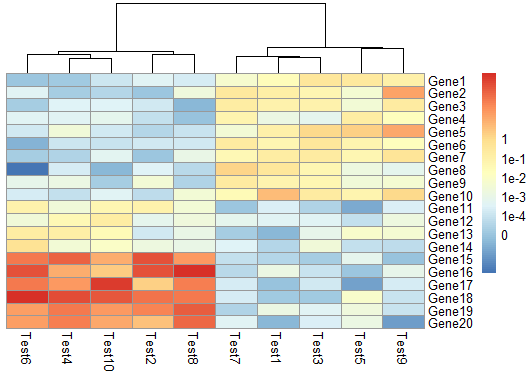 Gene1
Gene2
Gene3
Gene4
Gene5
Gene6
Gene7
Gene8
Gene9
Gene10
Gene11
Gene12
Gene13
Gene14
Gene15
Gene16
Gene17
Gene18
Gene19
Gene20
1
1e-1
1e-2
1e-3
1e-4
0
Test6
Test4
Test10
Test2
Test8
Test7
Test1
Test3
Test5
Test9